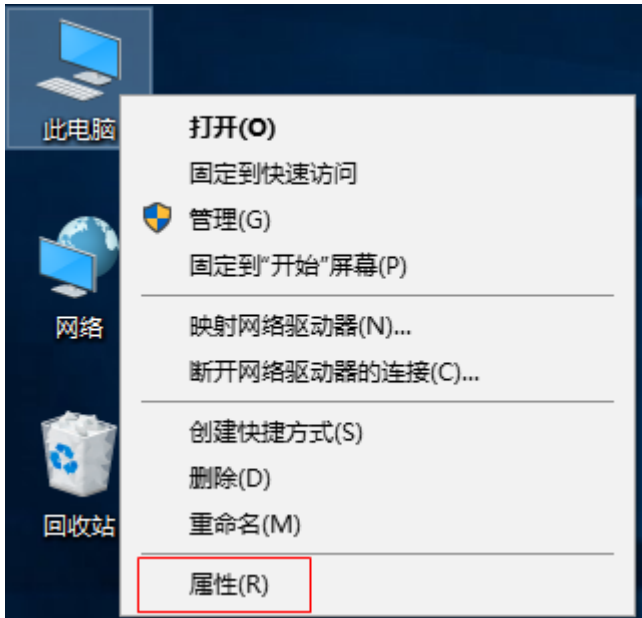 此电脑
打开(O)
固定到快速访问
管理(G)
固定到“开始”屏幕(P)
网络
映射网络驱动器(N)...
断开网络驱动器的连接(C)...
创建快捷方式(S)
删除(D)
回收站
重命名(M)
属性(R)